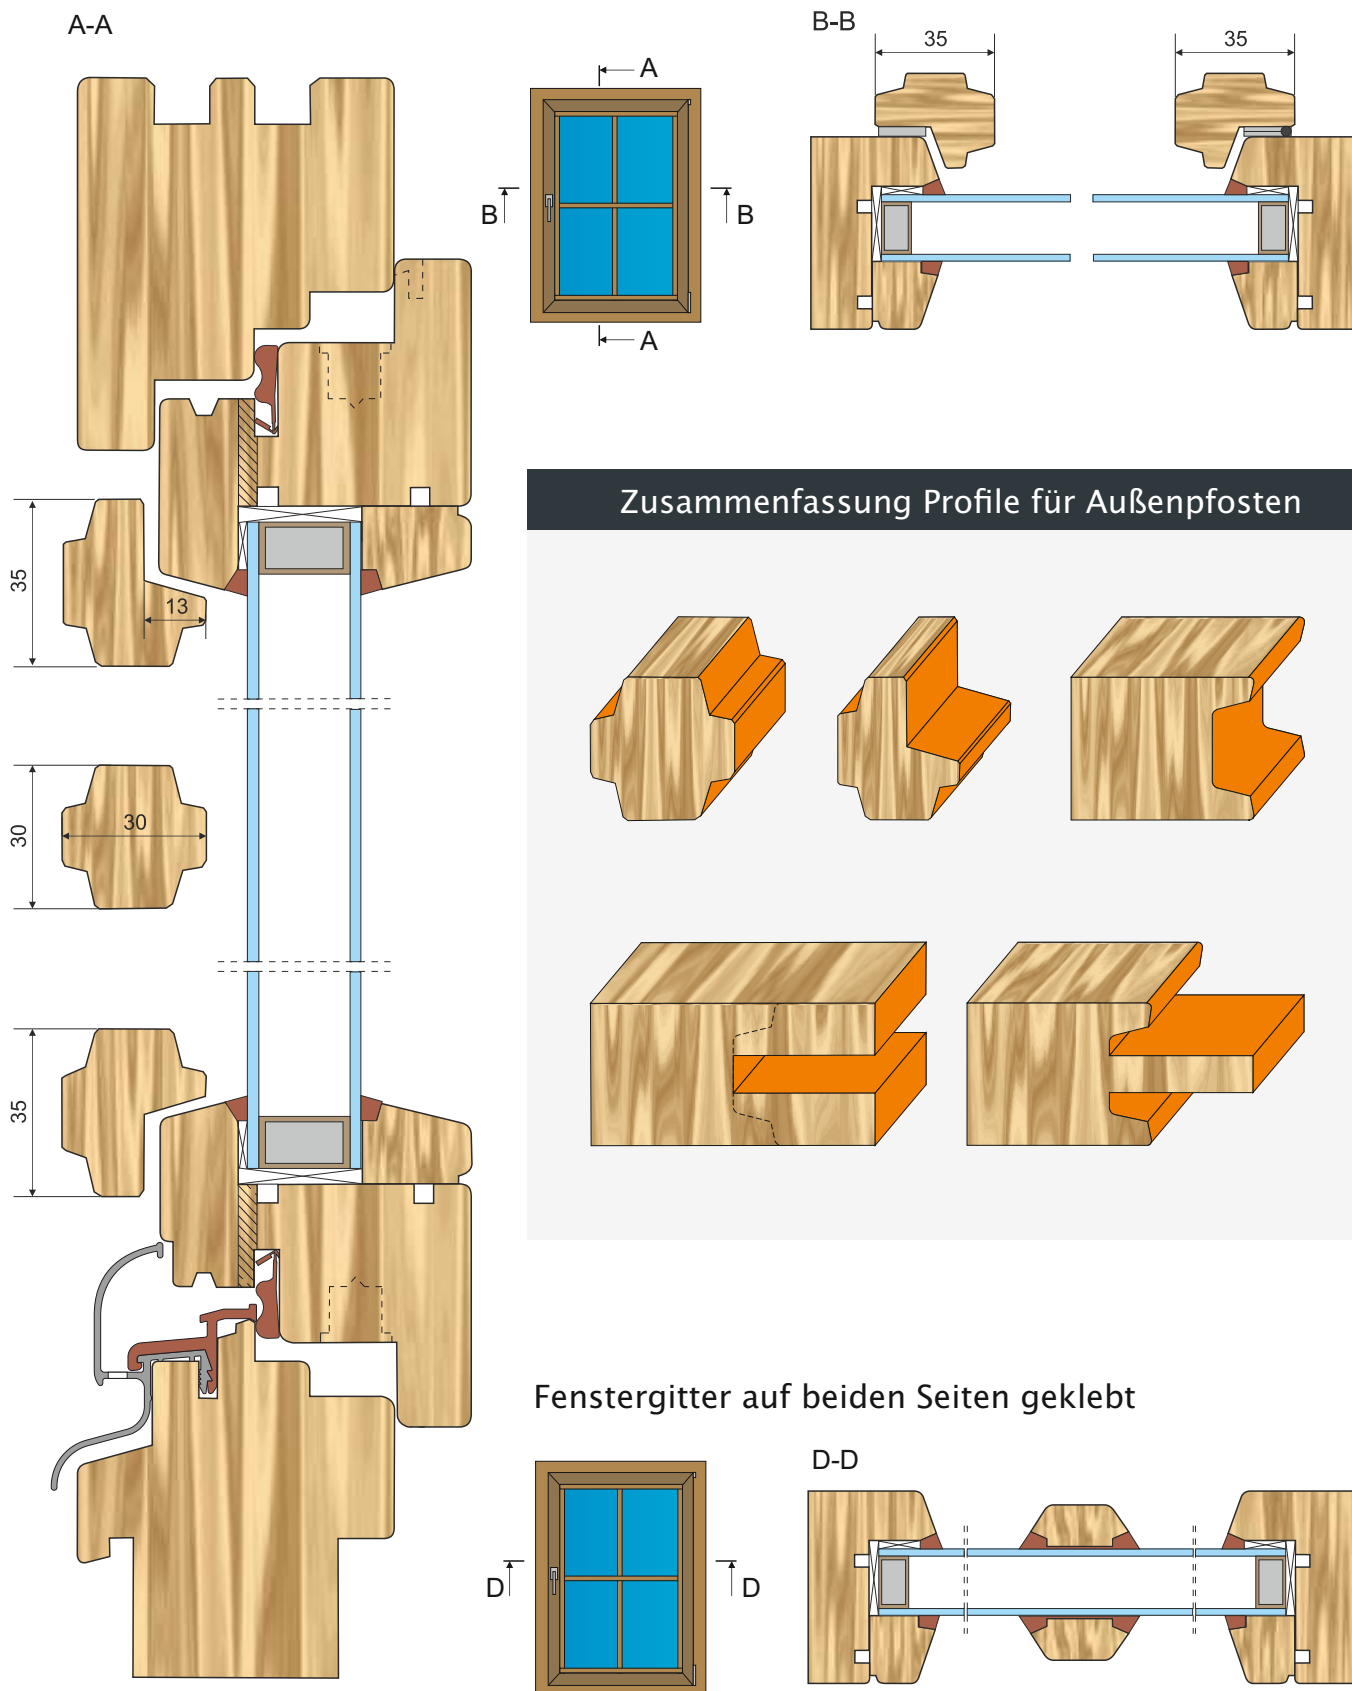 A-A
B-B
35
35
A
B
B
A
35
13
Zusammenfassung Profile für Außenpfosten
30
30
35
Fenstergitter auf beiden Seiten geklebt
D-D
D
D